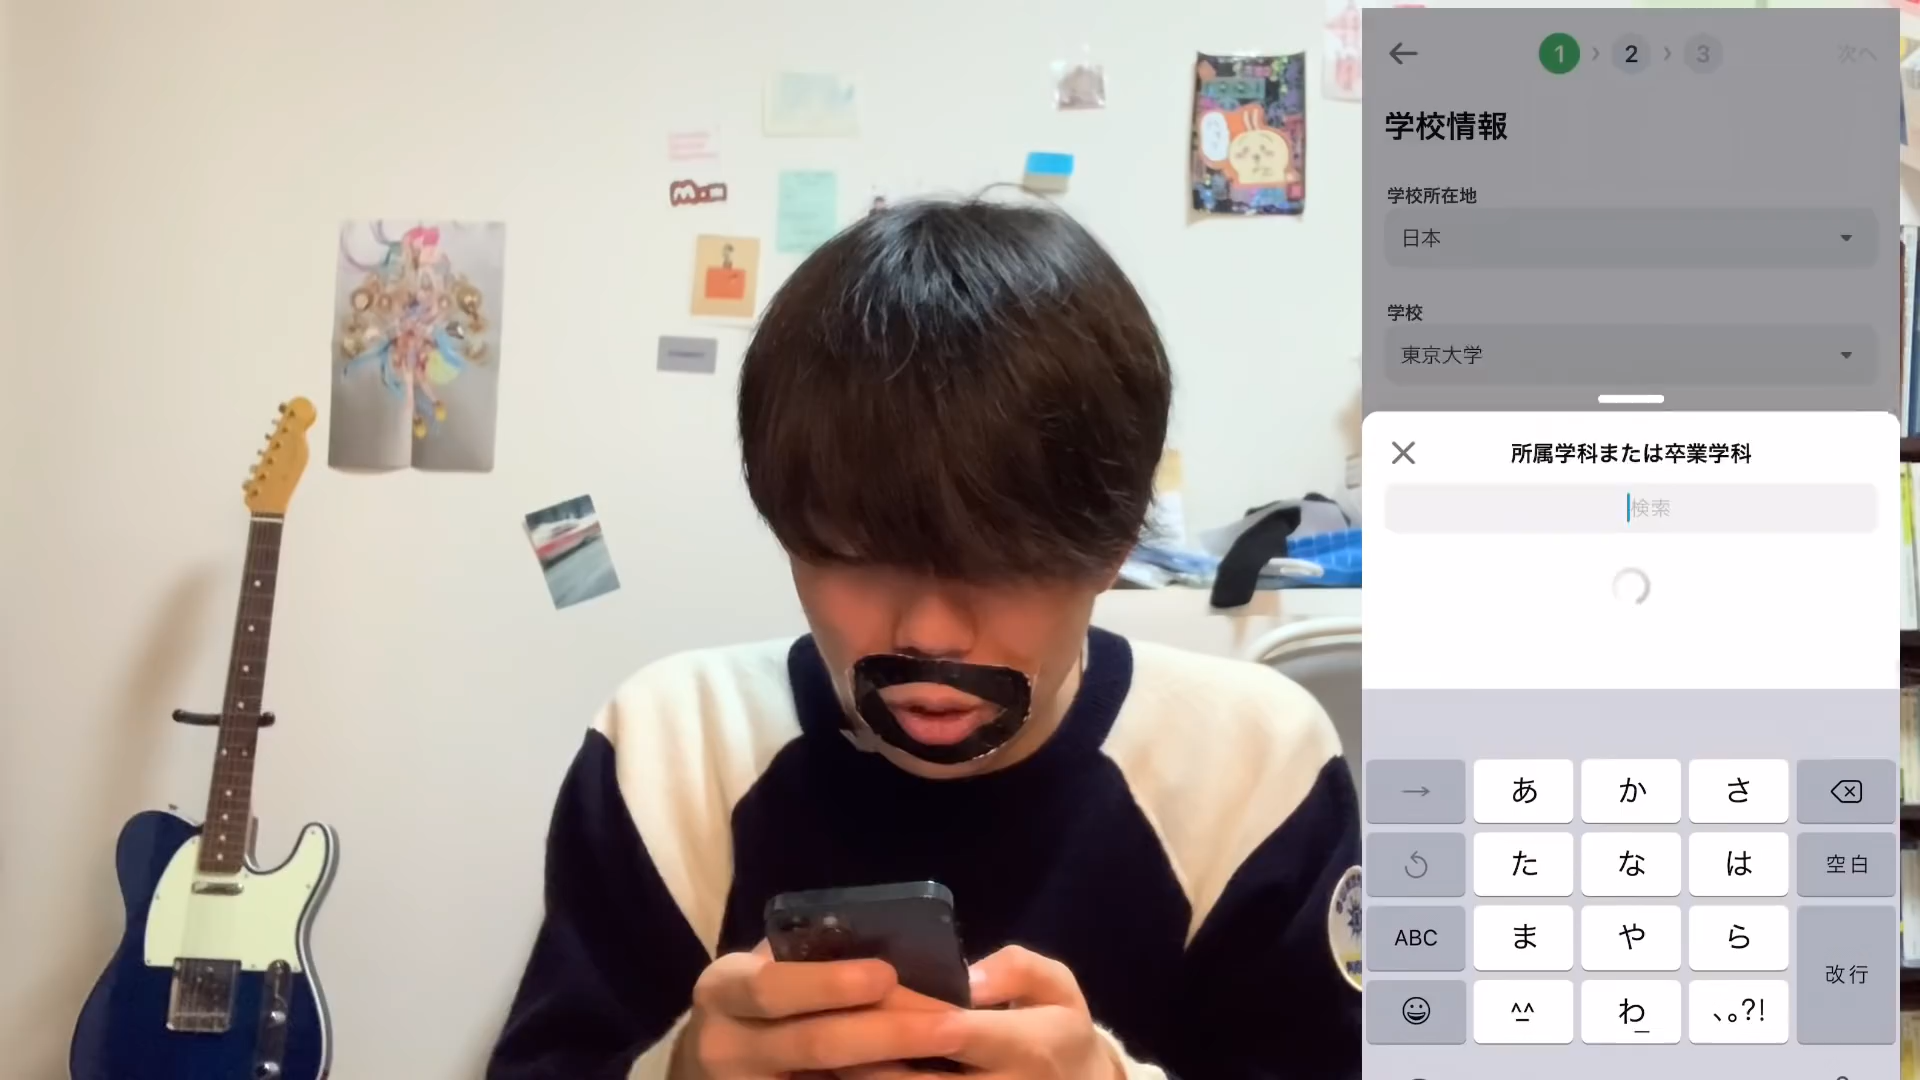 1 › 2 › 3
次へ
学校情報
学校所在地
日本
学校
東京大学
所属学科または卒業学科
検索
→ あ か さ
た な は 空白
ABC ま や ら
改行
^^ わ 、。?!